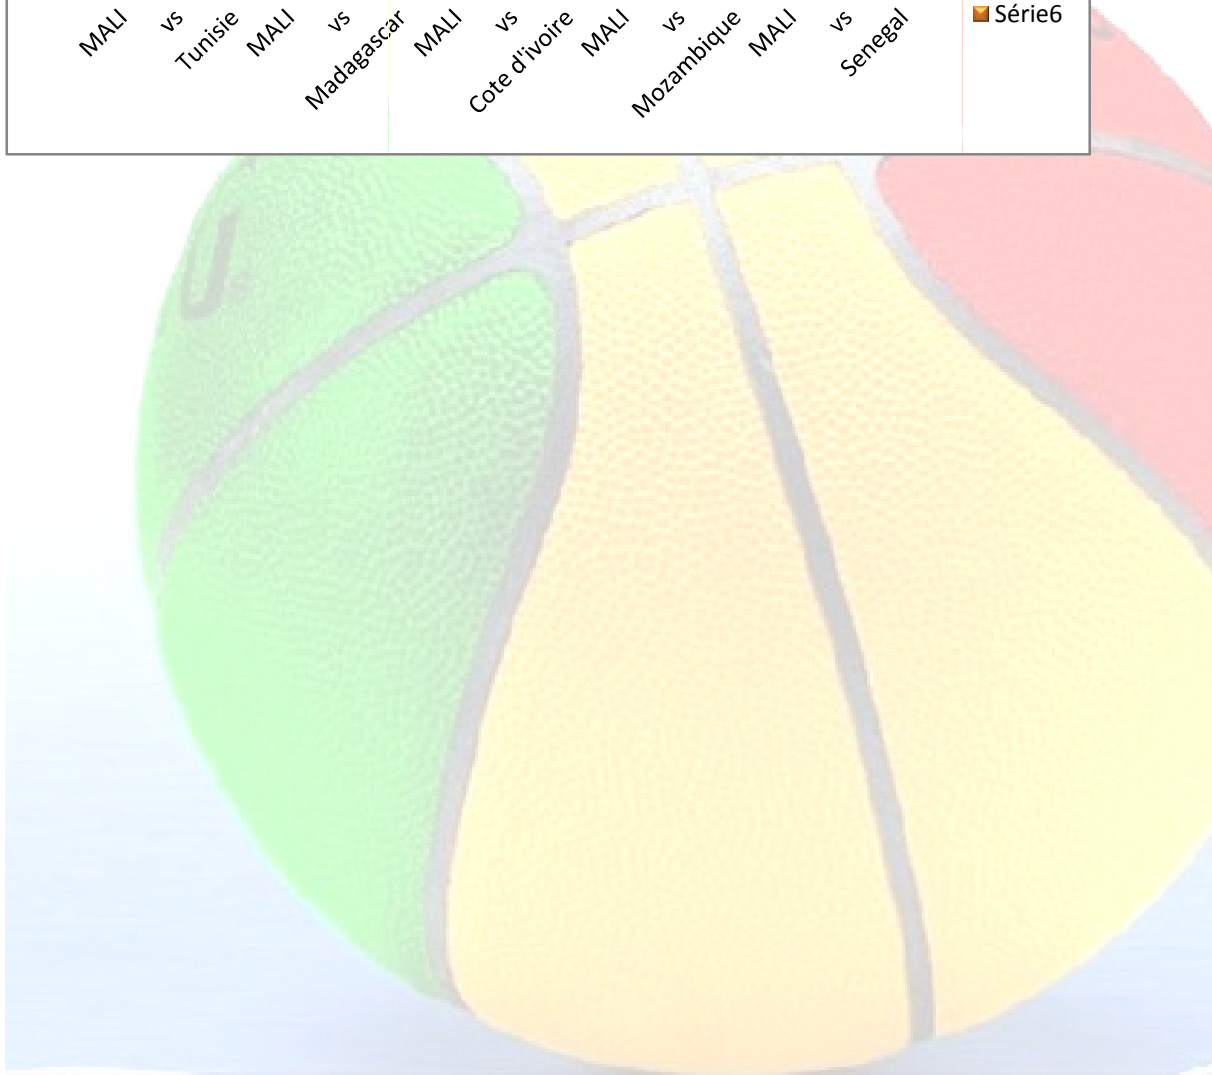 MALI
vs
Tunisie
MALI
vs
Madagascar
MALI
vs
Cote d'ivoire
MALI
vs
Mozambique
MALI
vs
Senegal
Série6